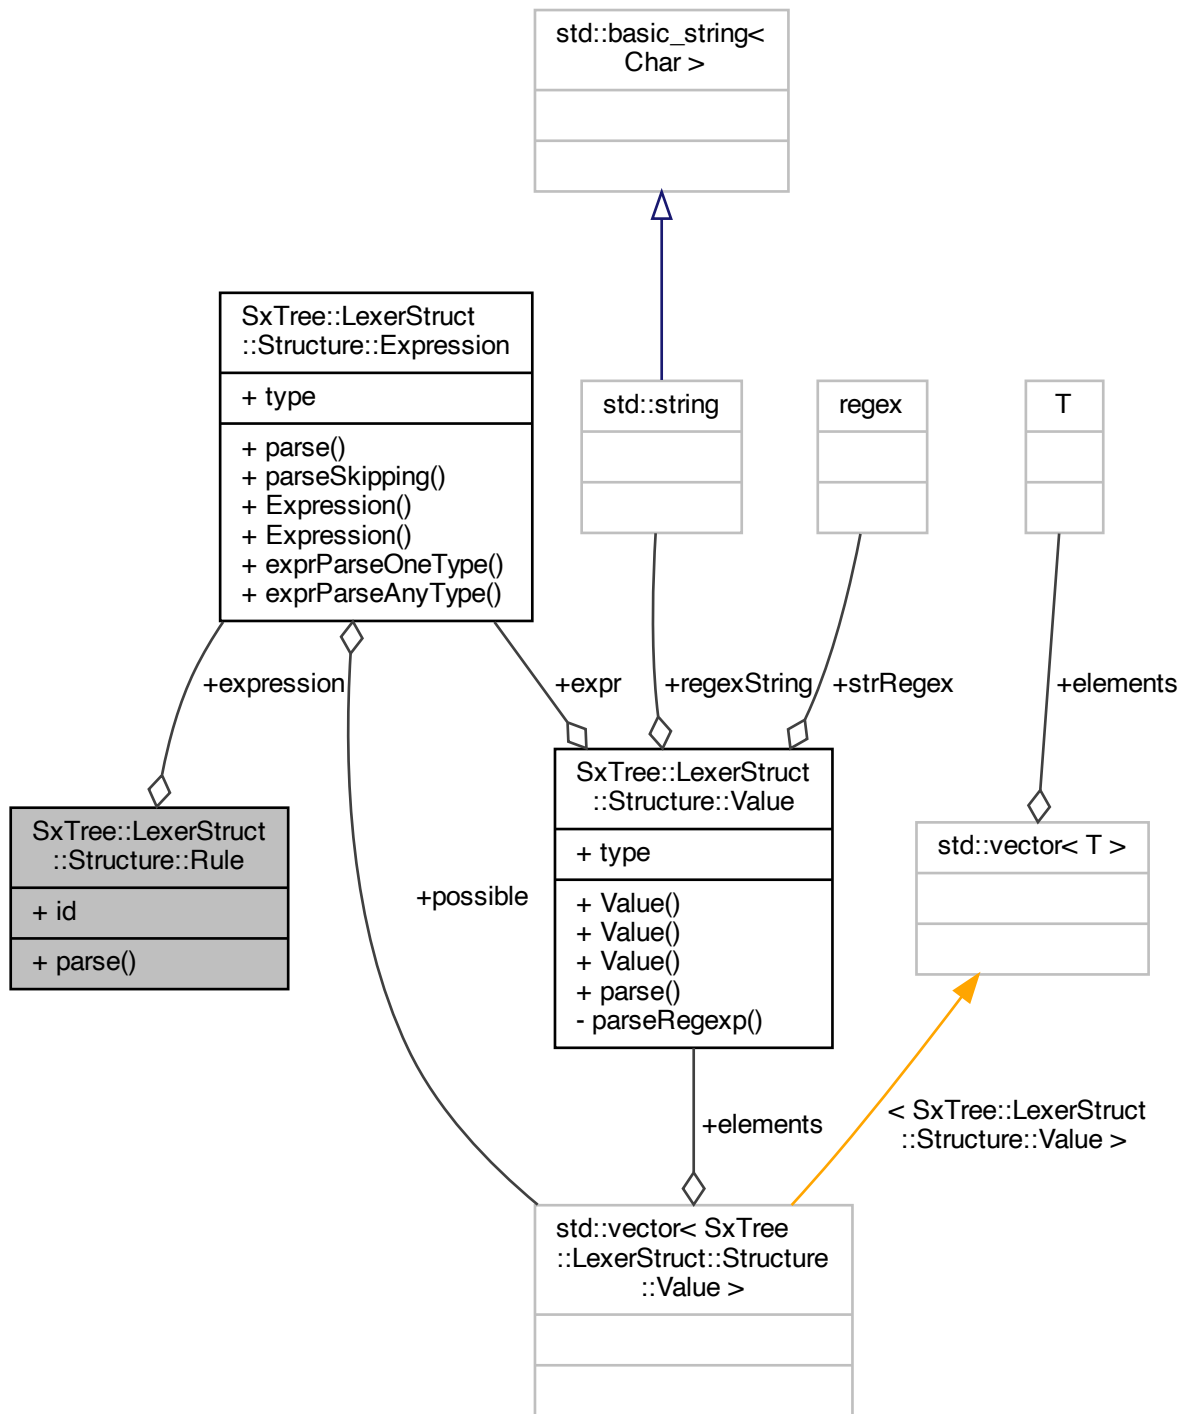 std::basic_string<
Char >
SxTree::LexerStruct
::Structure::Expression
+ type
+ parse()
+ parseSkipping()
+ Expression()
+ Expression()
+ exprParseOneType()
+ exprParseAnyType()
std::string
regex
T
+expression
+expr
+regexString
+strRegex
+elements
SxTree::LexerStruct
::Structure::Rule
+ id
+ parse()
+possible
SxTree::LexerStruct
::Structure::Value
+ type
+ Value()
+ Value()
+ Value()
+ parse()
- parseRegexp()
std::vector< T >
+elements
< SxTree::LexerStruct
::Structure::Value >
std::vector< SxTree
::LexerStruct::Structure
::Value >